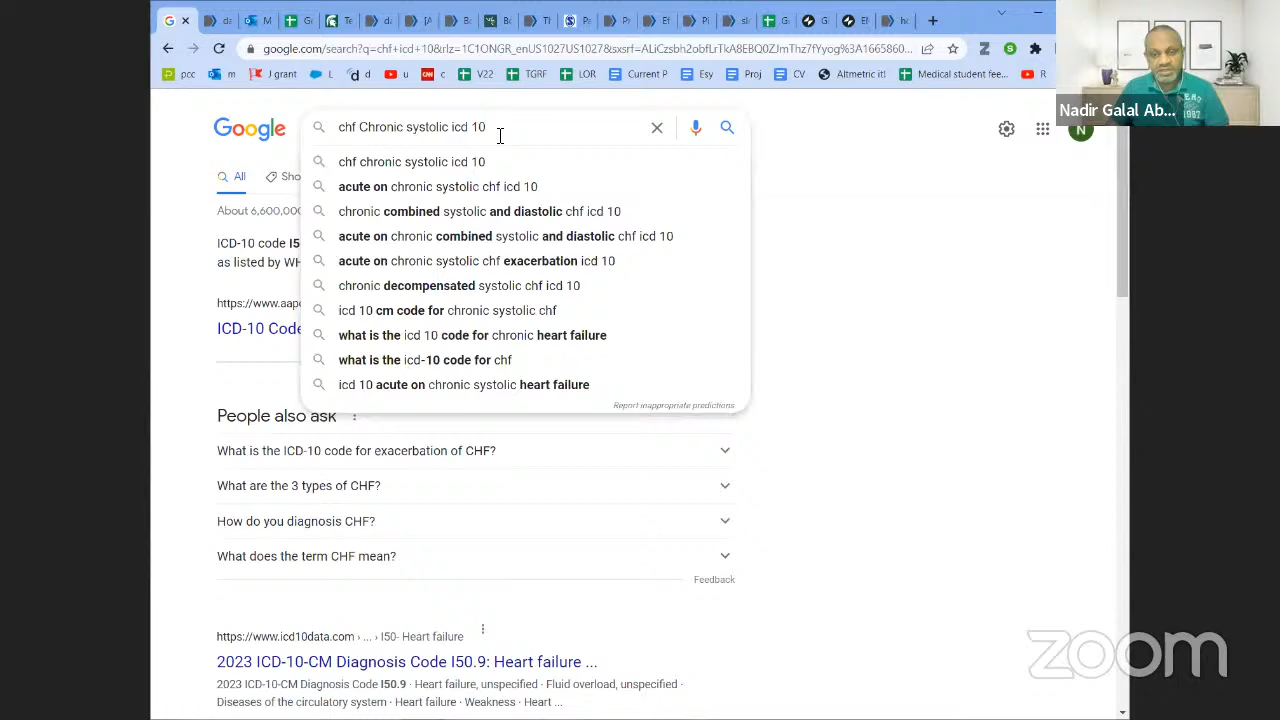 google.com/search?q=chf+icd+10&rlz=1C1ONGR_enUS1027US1027&sxsrf=ALiCzsbh2obfLrTkA8EBQ0ZJmThz7fYyog%3A16656600...
pcc m J grant L d u c V22 TGRF LOR Current P Esy Proj CV Altmetric it! Medical student fee... R
Nadir Galal Ab...
Google
chf Chronic systolic icd 10
N
chf chronic systolic icd 10
All
Sho
acute on chronic systolic chf icd 10
About 6,600,000
chronic combined systolic and diastolic chf icd 10
acute on chronic combined systolic and diastolic chf icd 10
ICD-10 code I5
as listed by WH
acute on chronic systolic chf exacerbation icd 10
chronic decompensated systolic chf icd 10
https://www.aapc
icd 10 cm code for chronic systolic chf
ICD-10 Code
what is the icd 10 code for chronic heart failure
what is the icd-10 code for chf
icd 10 acute on chronic systolic heart failure
Report inappropriate predictions
People also ask
What is the ICD-10 code for exacerbation of CHF?
What are the 3 types of CHF?
How do you diagnosis CHF?
What does the term CHF mean?
Feedback
https://www.icd10data.com › ... › I50- Heart failure
2023 ICD-10-CM Diagnosis Code I50.9: Heart failure ...
2023 ICD-10-CM Diagnosis Code I50.9 · Heart failure, unspecified · Fluid overload, unspecified ·
Diseases of the circulatory system · Heart failure · Weakness · Heart ...
zoom